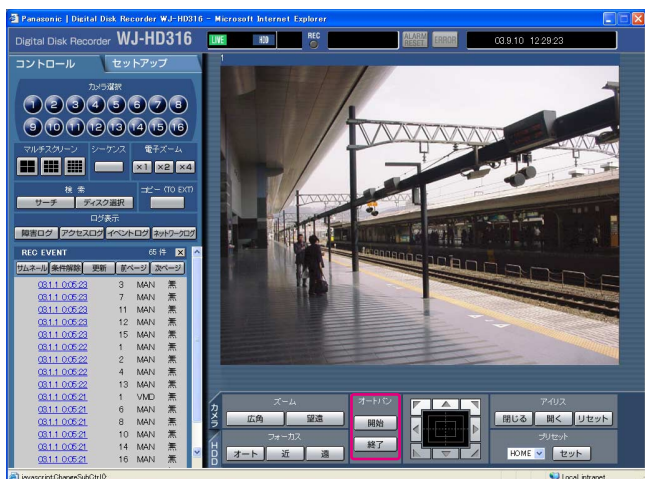 Panasonic | Digital Disk Recorder WJ-HD316 - Microsoft Internet Explorer
Digital Disk Recorder WJ-HD316
LIVE HDD REC ALARM RESET ERROR 03.9.10 12:29:23
コントロール セットアップ
1
カメラ選択
1 2 3 4 5 6 7 8
9 10 11 12 13 14 15 16
マルチスクリーン シーケンス 電子ズーム
×1 ×2 ×4
検索 コピー (TO EXT)
サーチ ディスク選択
ログ表示
障害ログ アクセスログ イベントログ ネットワークログ
REC EVENT 65 件
サムネール 条件解除 更新 前ページ 次ページ
03.1.1 0:05:23 3 MAN 無
03.1.1 0:05:23 7 MAN 無
03.1.1 0:05:23 11 MAN 無
03.1.1 0:05:23 12 MAN 無
03.1.1 0:05:23 15 MAN 無
03.1.1 0:05:22 1 MAN 無
03.1.1 0:05:22 2 MAN 無
03.1.1 0:05:22 4 MAN 無
03.1.1 0:05:22 13 MAN 無
03.1.1 0:05:21 1 VMD 無
03.1.1 0:05:21 6 MAN 無
03.1.1 0:05:21 8 MAN 無
03.1.1 0:05:21 10 MAN 無
03.1.1 0:05:21 14 MAN 無
03.1.1 0:05:21 16 MAN 無
カメラ
HDD
ズーム
広角 望遠
フォーカス
オート 近 遠
オートパン
開始
終了
アイリス
閉じる 開く リセット
プリセット
HOME セット
javascript:ChangeSubCtrl();
Local intranet